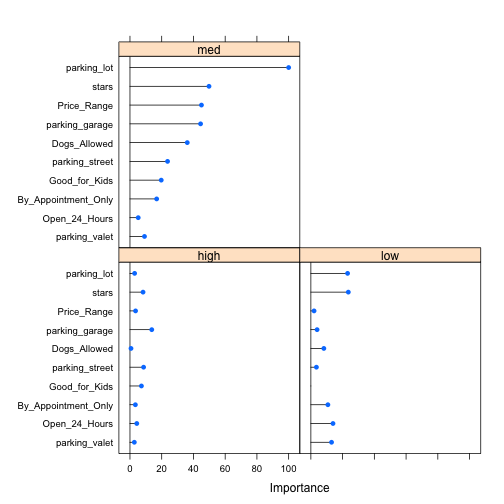 med
parking_lot
stars
Price_Range
parking_garage
Dogs_Allowed
parking_street
Good_for_Kids
By_Appointment_Only
Open_24_Hours
parking_valet
high low
parking_lot
stars
Price_Range
parking_garage
Dogs_Allowed
parking_street
Good_for_Kids
By_Appointment_Only
Open_24_Hours
parking_valet
0 20 40 60 80 100
Importance